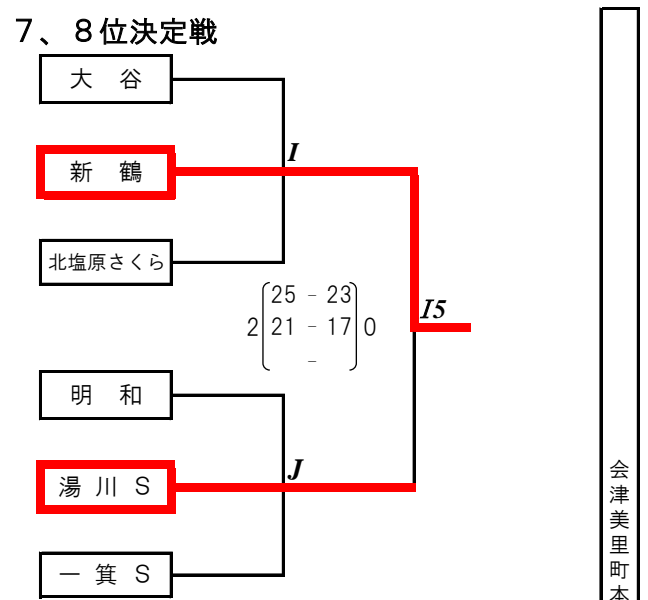 7、8位決定戦
大 谷
I
新 鶴
北塩原さくら
25 - 23
2 21 - 17 0
-
I5
明 和
J
湯 川 S
一 箕 S
会津美里町本